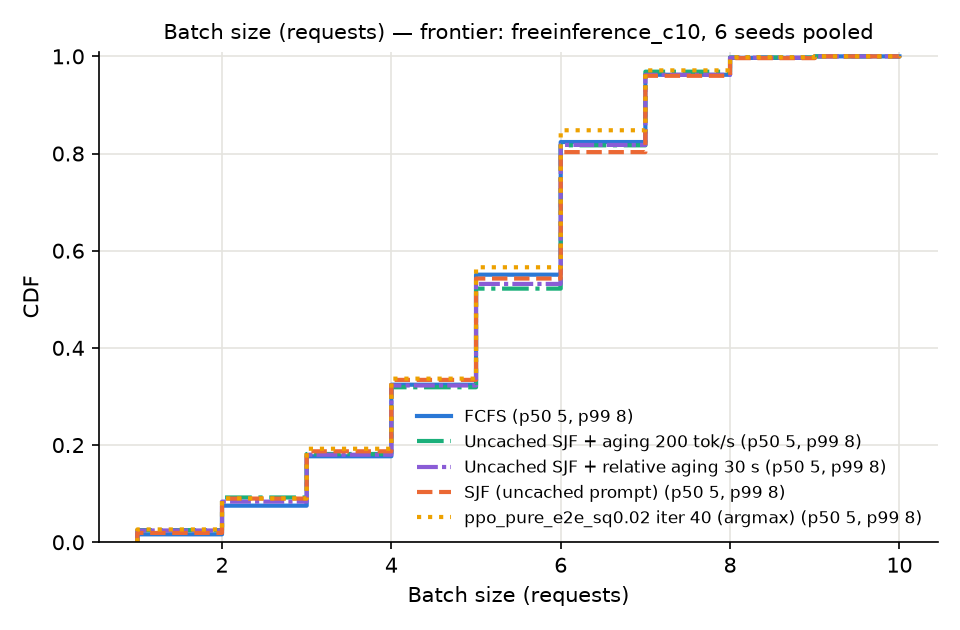 Batch size (requests) — frontier: freeinference_c10, 6 seeds pooled
1.0
0.8
0.6
0.4
0.2
0.0
CDF
FCFS (p50 5, p99 8)
Uncached SJF + aging 200 tok/s (p50 5, p99 8)
Uncached SJF + relative aging 30 s (p50 5, p99 8)
SJF (uncached prompt) (p50 5, p99 8)
ppo_pure_e2e_sq0.02 iter 40 (argmax) (p50 5, p99 8)
2 4 6 8 10
Batch size (requests)